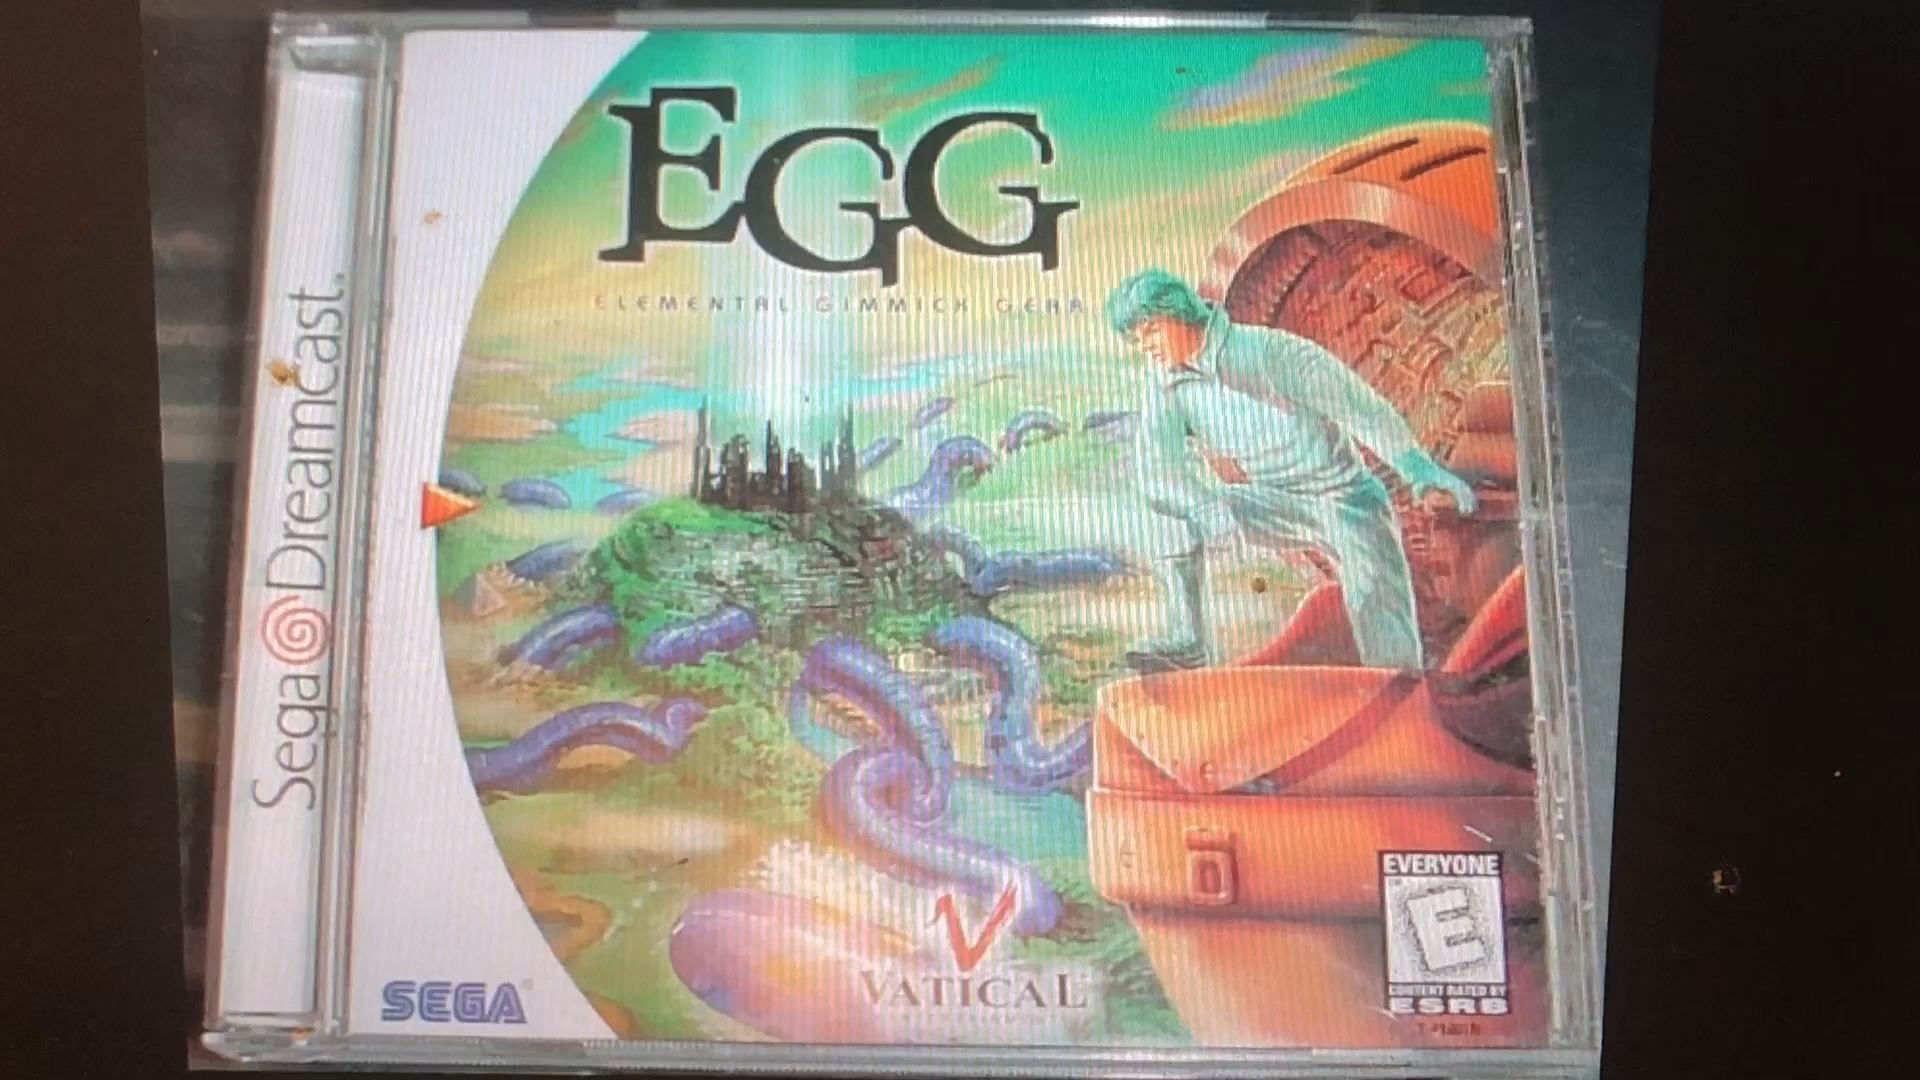 EGG
ELEMENTAL GIMMICK GEAR
Sega Dreamcast.
SEGA
V
VATICAL
EVERYONE
E
CONTENT RATED BY
ESRB